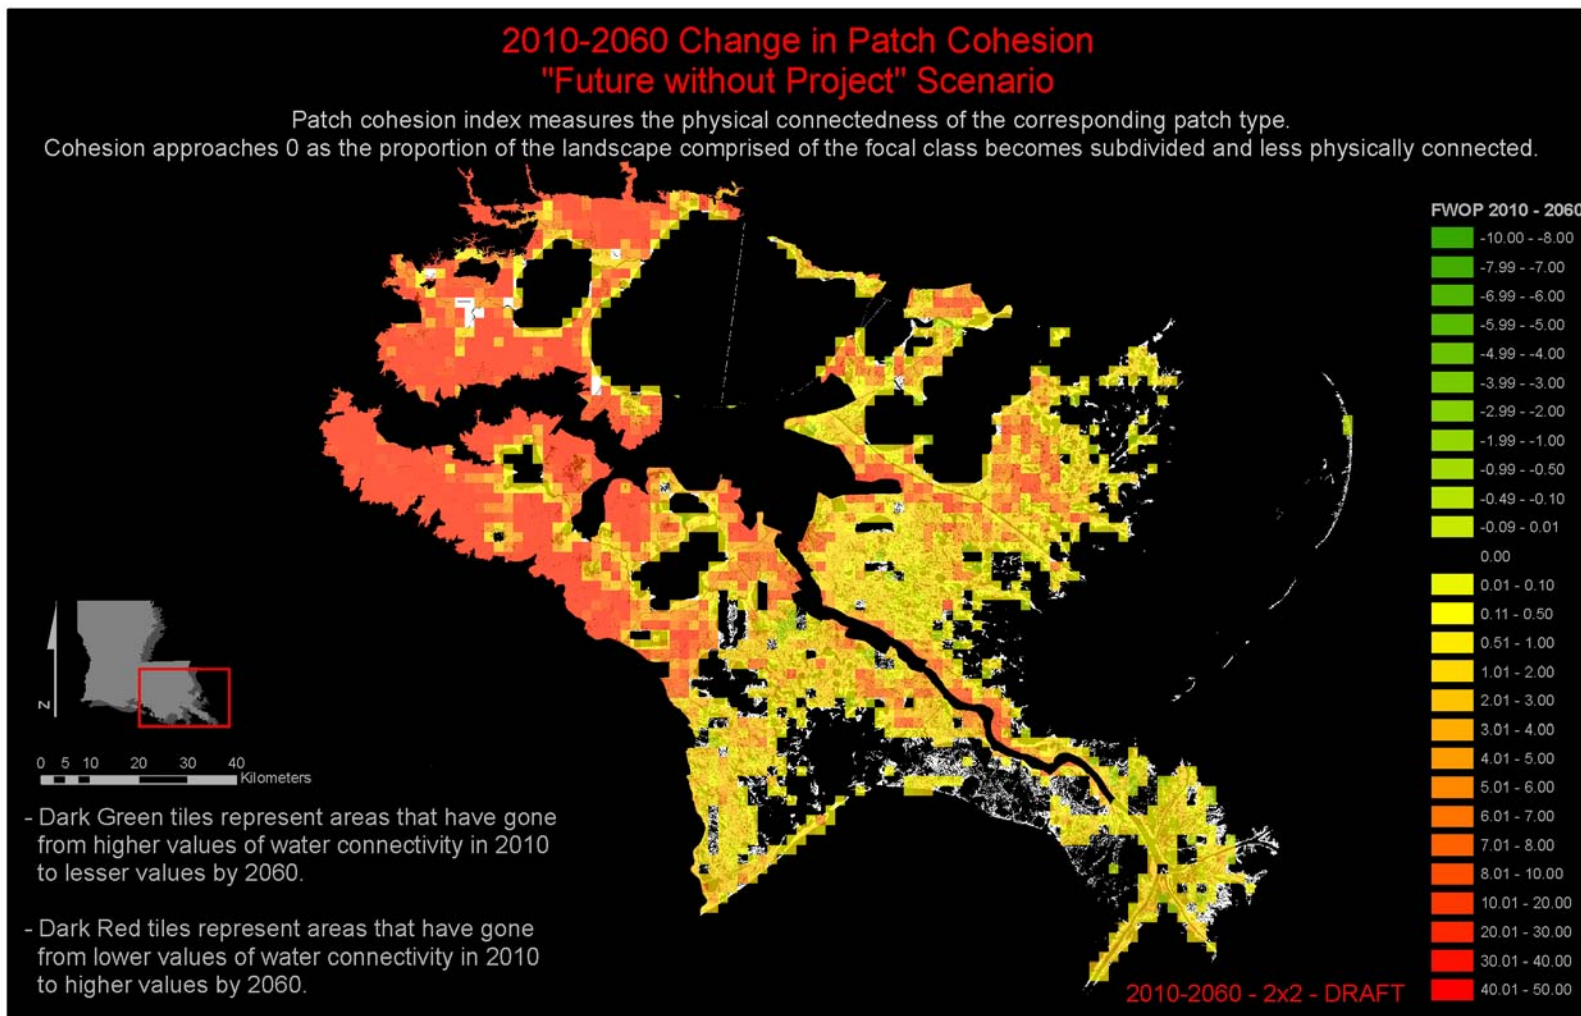 2010-2060 Change in Patch Cohesion
"Future without Project" Scenario
Patch cohesion index measures the physical connectedness of the corresponding patch type.
Cohesion approaches 0 as the proportion of the landscape comprised of the focal class becomes subdivided and less physically connected.
FWOP 2010 - 2060
-10.00 - -8.00
-7.99 - -7.00
-6.99 - -6.00
-5.99 - -5.00
-4.99 - -4.00
-3.99 - -3.00
-2.99 - -2.00
-1.99 - -1.00
-0.99 - -0.50
-0.49 - -0.10
-0.09 - 0.01
0.00
0.01 - 0.10
0.11 - 0.50
0.51 - 1.00
1.01 - 2.00
2.01 - 3.00
3.01 - 4.00
4.01 - 5.00
5.01 - 6.00
6.01 - 7.00
7.01 - 8.00
8.01 - 10.00
10.01 - 20.00
20.01 - 30.00
30.01 - 40.00
40.01 - 50.00
N
0 5 10 20 30 40
Kilometers
- Dark Green tiles represent areas that have gone
from higher values of water connectivity in 2010
to lesser values by 2060.
- Dark Red tiles represent areas that have gone
from lower values of water connectivity in 2010
to higher values by 2060.
2010-2060 - 2x2 - DRAFT